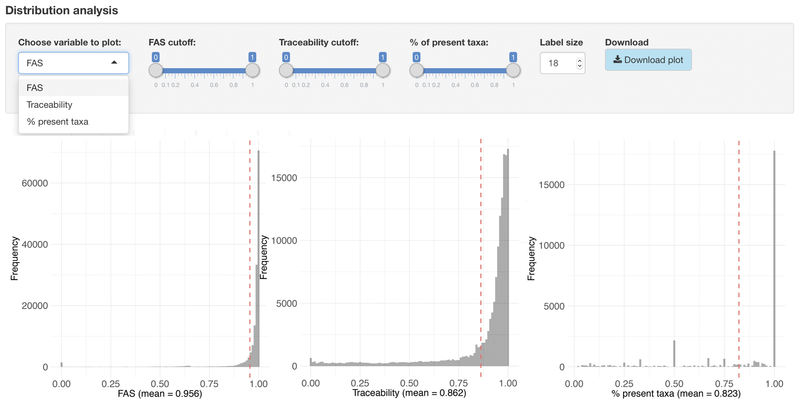 Distribution analysis
Choose variable to plot:
FAS cutoff:
Traceability cutoff:
% of present taxa:
Label size
Download
FAS
0 1
0 0.1 0.2 0.4 0.6 0.8 1
0 1
0 0.1 0.2 0.4 0.6 0.8 1
0 1
0 0.1 0.2 0.4 0.6 0.8 1
18
Download plot
FAS
Traceability
% present taxa
Frequency
60000
40000
20000
0
0.00 0.25 0.50 0.75 1.00
FAS (mean = 0.956)
Frequency
15000
10000
5000
0
0.00 0.25 0.50 0.75 1.00
Traceability (mean = 0.862)
Frequency
15000
10000
5000
0
0.00 0.25 0.50 0.75 1.00
% present taxa (mean = 0.823)